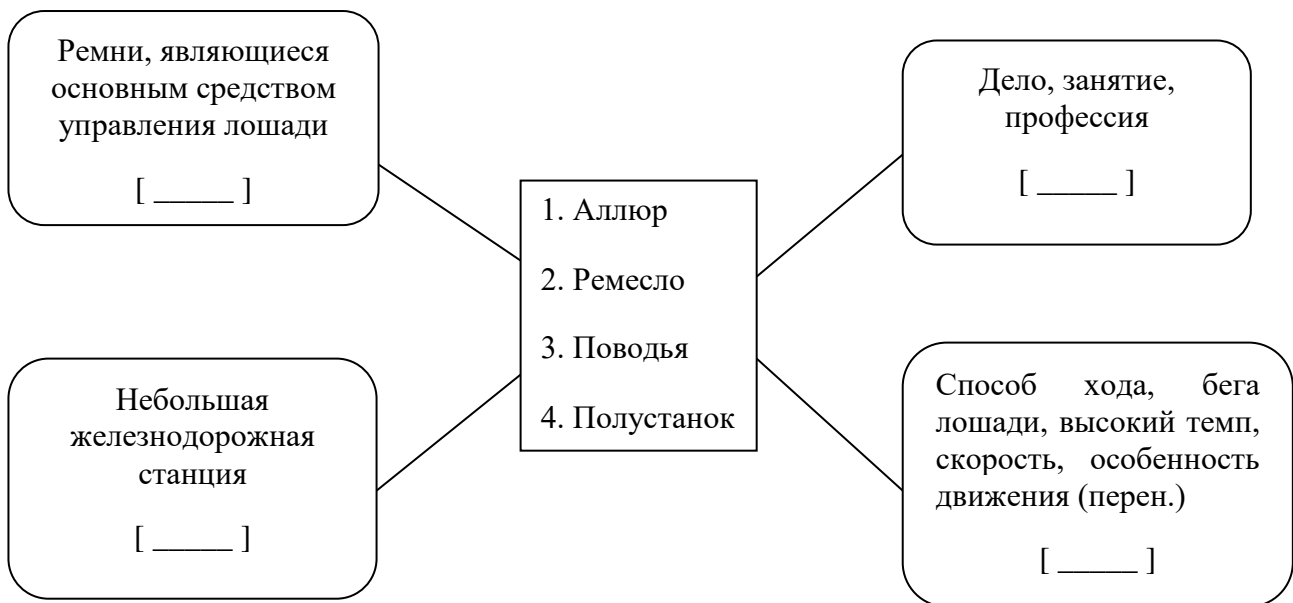 Ремни, являющиеся
основным средством
управления лошади
[ _____ ]
Дело, занятие,
профессия
[ _____ ]
1. Аллюр
2. Ремесло
3. Поводья
4. Полустанок
Небольшая
железнодорожная
станция
[ _____ ]
Способ хода, бега
лошади, высокий темп,
скорость, особенность
движения (перен.)
[ _____ ]